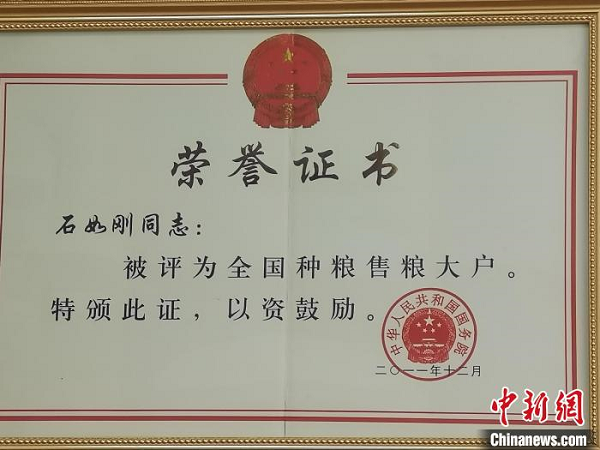 荣誉证书
石如刚同志：
被评为全国种粮售粮大户。
特颁此证，以资鼓励。
中华人民共和国国务院
二〇一一年十二月
中新网
Chinanews.com